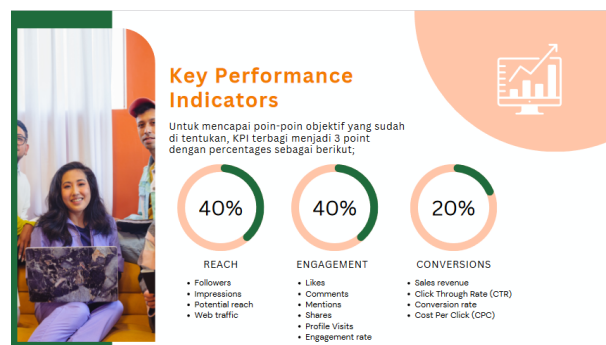 Key Performance
Indicators
Untuk mencapai poin-poin objektif yang sudah
di tentukan, KPI terbagi menjadi 3 point
dengan percentages sebagai berikut;
40%
40%
20%
REACH
ENGAGEMENT
CONVERSIONS
• Followers
• Impressions
• Potential reach
• Web traffic
• Likes
• Comments
• Mentions
• Shares
• Profile Visits
• Engagement rate
• Sales revenue
• Click Through Rate (CTR)
• Conversion rate
• Cost Per Click (CPC)